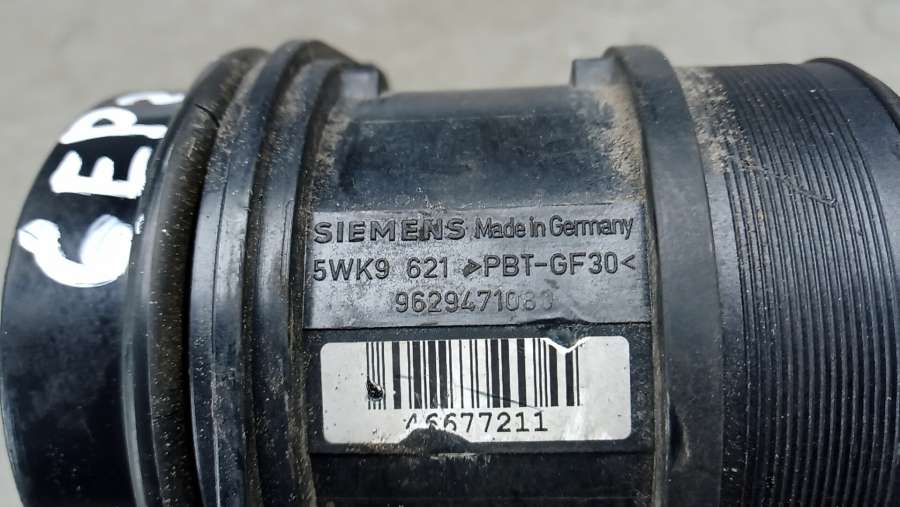 SIEMENS Made in Germany
5WK9 621 >PBT-GF30<
9629471080
46677211